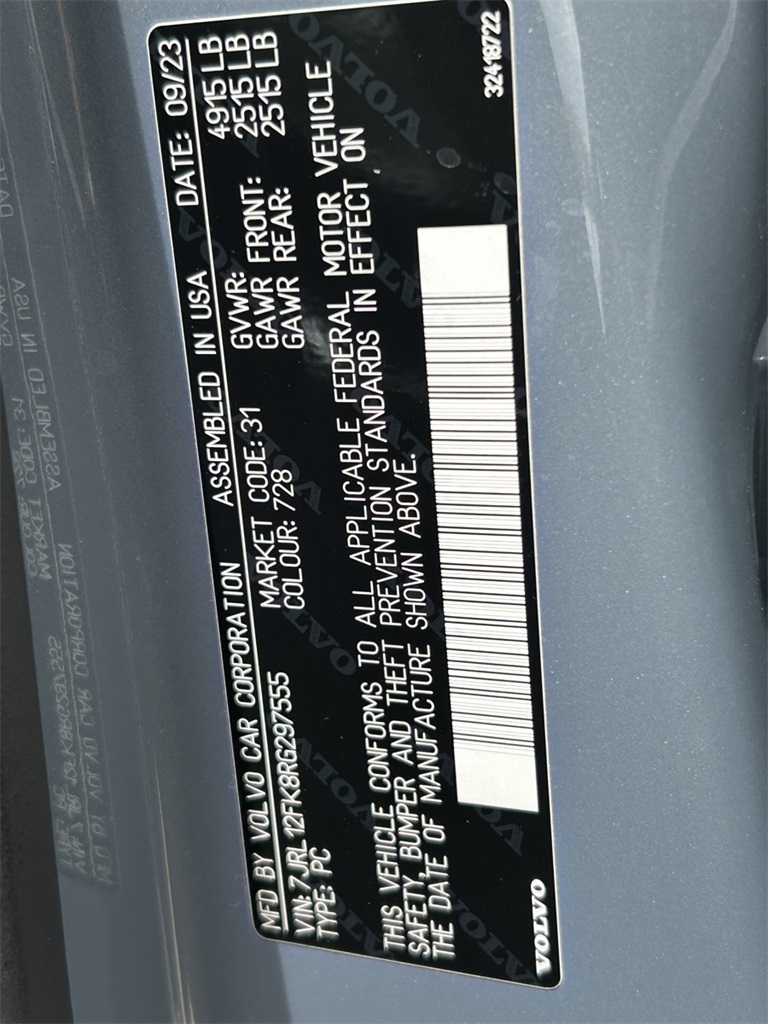 MFD BY VOLVO CAR CORPORATION ASSEMBLED IN USA DATE: 09/23
VIN: 7JRL12FK8RG297555 MARKET CODE: 31 GVWR: 4915 LB
TYPE: PC COLOUR: 728 GAWR FRONT: 2515 LB
GAWR REAR: 2515 LB
THIS VEHICLE CONFORMS TO ALL APPLICABLE FEDERAL MOTOR VEHICLE
SAFETY, BUMPER AND THEFT PREVENTION STANDARDS IN EFFECT ON
THE DATE OF MANUFACTURE SHOWN ABOVE.
VOLVO 32418722